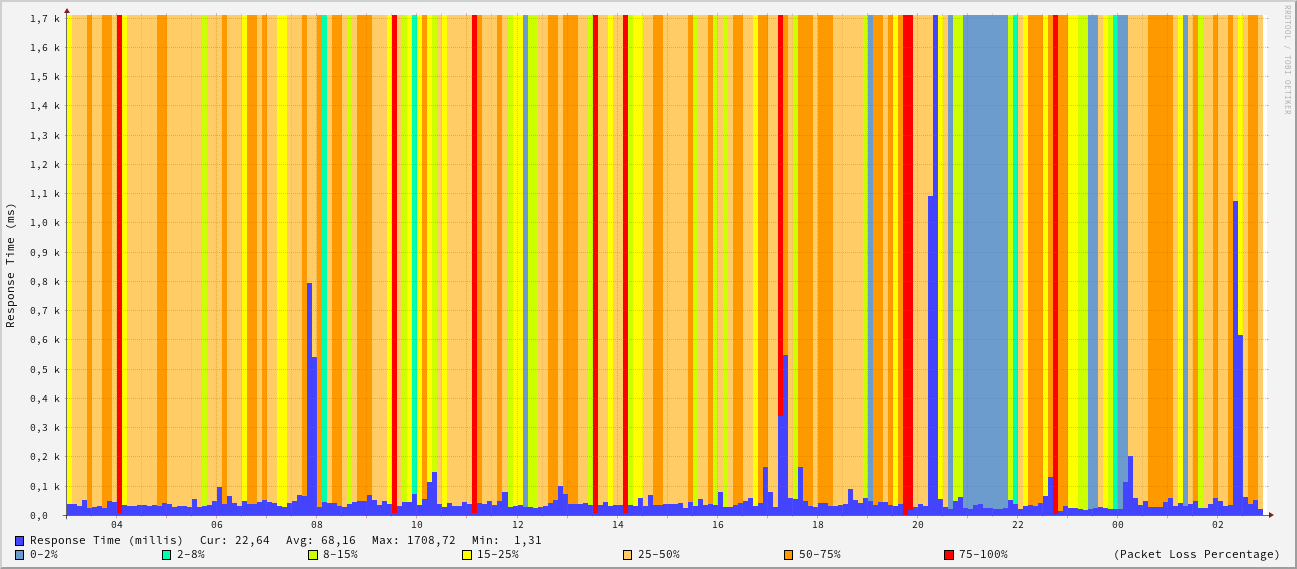 1,7 k
1,6 k
1,5 k
1,4 k
1,3 k
1,2 k
1,1 k
1,0 k
0,9 k
0,8 k
0,7 k
0,6 k
0,5 k
0,4 k
0,3 k
0,2 k
0,1 k
0,0
Response Time (ms)
RRDTOOL / TOBI OETIKER
04 06 08 10 12 14 16 18 20 22 00 02
Response Time (millis) Cur: 22,64 Avg: 68,16 Max: 1708,72 Min: 1,31
0-2% 2-8% 8-15% 15-25% 25-50% 50-75% 75-100% (Packet Loss Percentage)